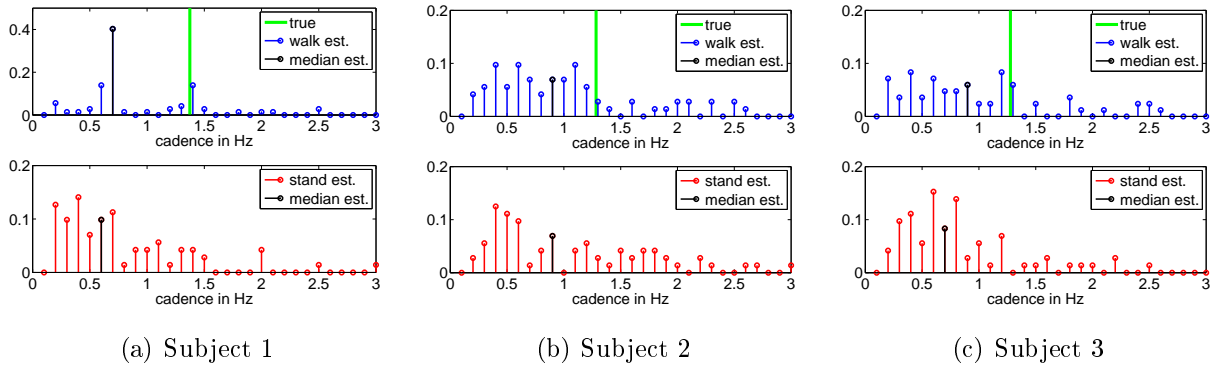 0.4
0.2
0
0 0.5 1 1.5 2 2.5 3
cadence in Hz
true
walk est.
median est.
0.2
0.1
0
0 0.5 1 1.5 2 2.5 3
cadence in Hz
stand est.
median est.
(a) Subject 1
0.2
0.1
0
0 0.5 1 1.5 2 2.5 3
cadence in Hz
true
walk est.
median est.
0.2
0.1
0
0 0.5 1 1.5 2 2.5 3
cadence in Hz
stand est.
median est.
(b) Subject 2
0.2
0.1
0
0 0.5 1 1.5 2 2.5 3
cadence in Hz
true
walk est.
median est.
0.2
0.1
0
0 0.5 1 1.5 2 2.5 3
cadence in Hz
stand est.
median est.
(c) Subject 3